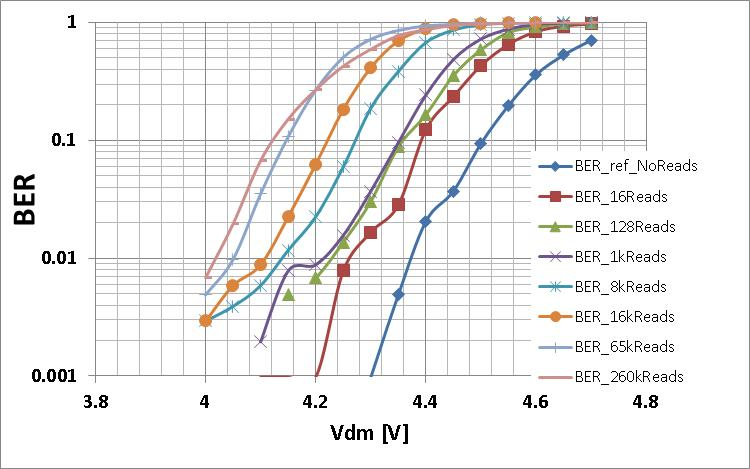 1
0.1
0.01
0.001
BER
3.8 4 4.2 4.4 4.6 4.8
Vdm [V]
BER_ref_NoReads
BER_16Reads
BER_128Reads
BER_1kReads
BER_8kReads
BER_16kReads
BER_65kReads
BER_260kReads